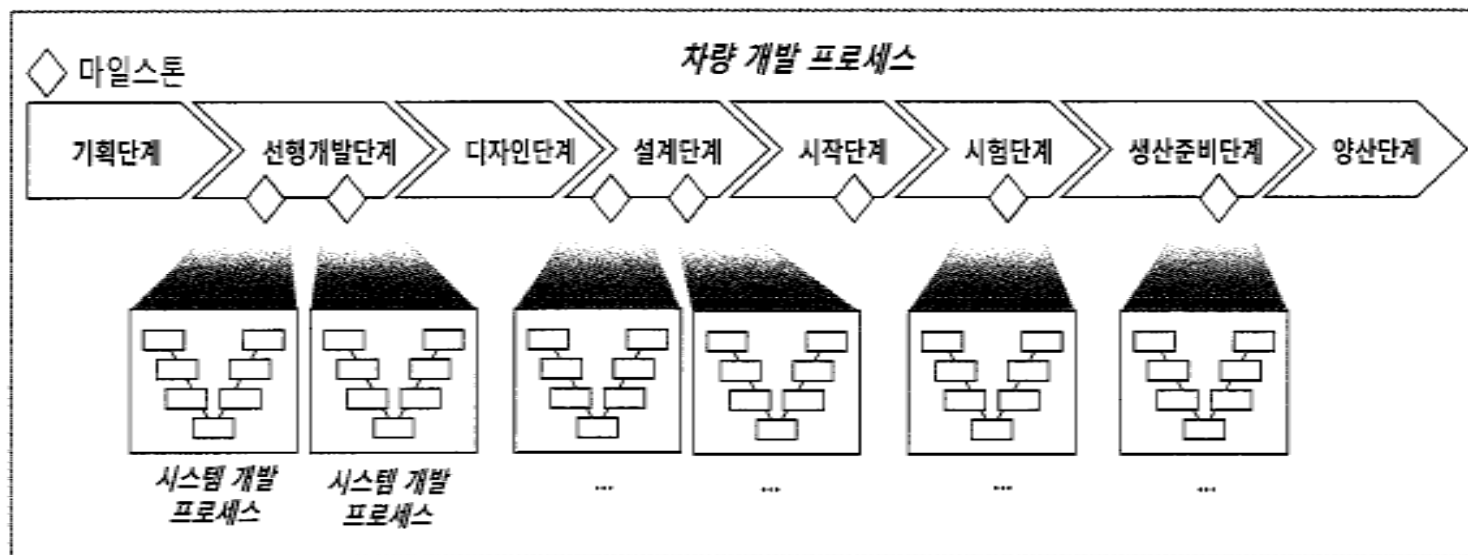 차량 개발 프로세스
마일스톤
기획단계
선행개발단계
디자인단계
설계단계
시작단계
시험단계
생산준비단계
양산단계
시스템 개발
프로세스
시스템 개발
프로세스
...
...
...
...